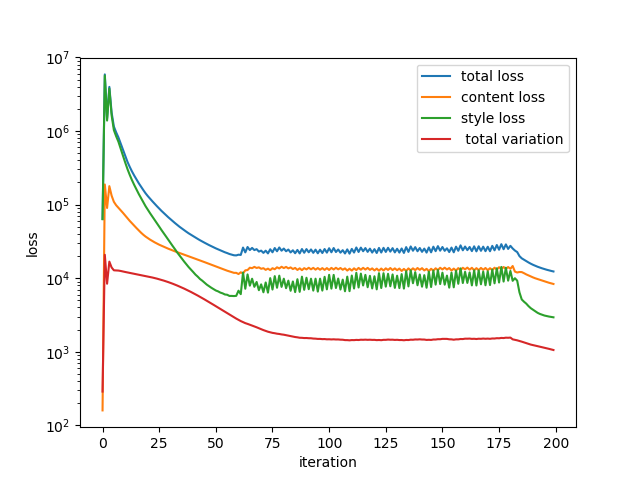 10^7
10^6
10^5
10^4
10^3
10^2
loss
total loss
content loss
style loss
total variation
0 25 50 75 100 125 150 175 200
iteration